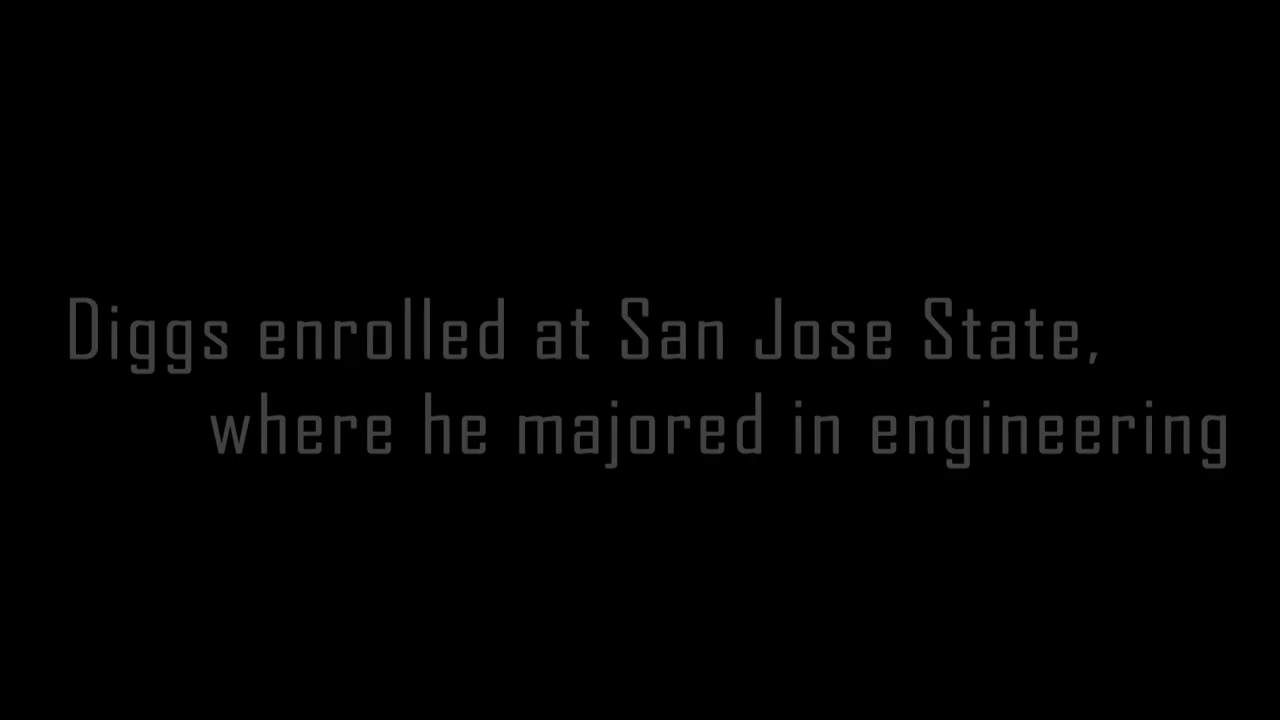 Diggs enrolled at San Jose State,
where he majored in engineering